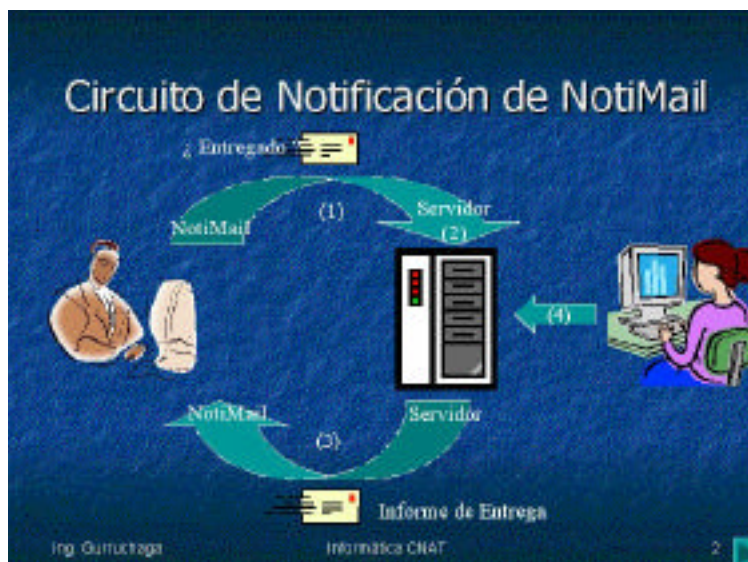 Circuito de Notificación de NotiMail
¿ Entregado ?
(1)
NotiMail
Servidor
(2)
(4)
NotiMail
Servidor
(3)
Informe de Entrega
Ing. Gurruchaga
Informática CNAT
2